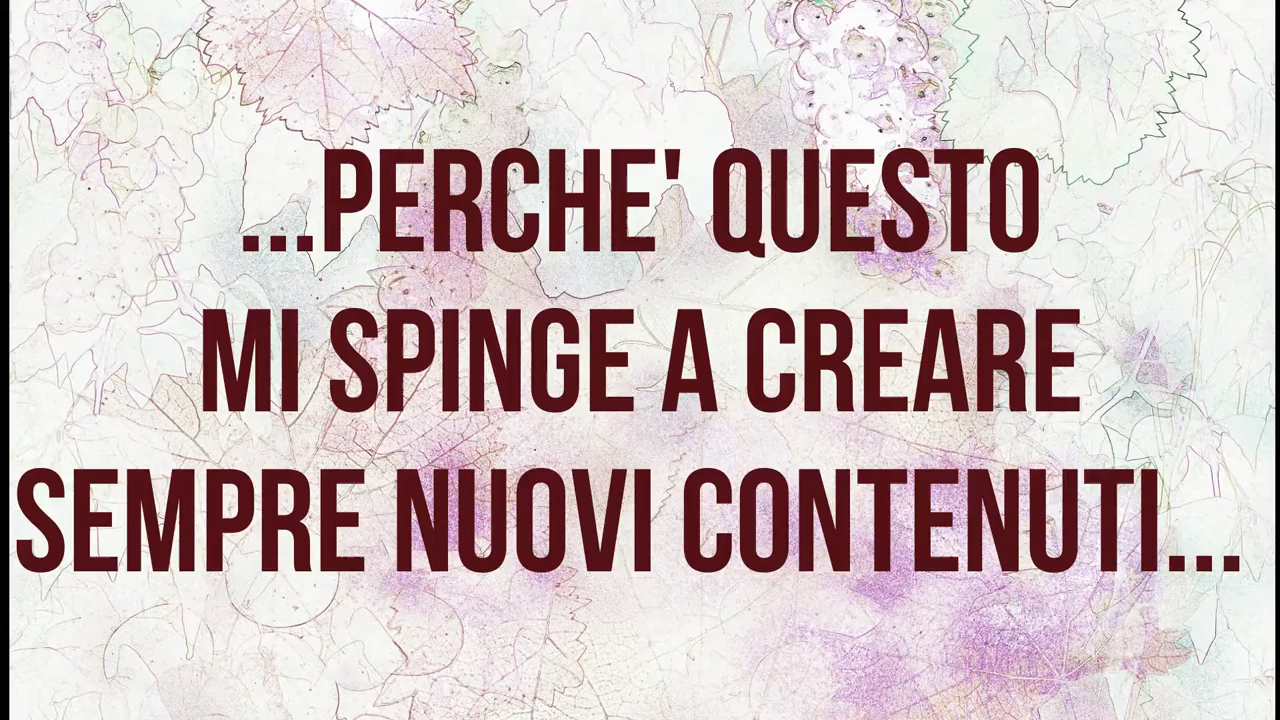 ...PERCHE' QUESTO
MI SPINGE A CREARE
SEMPRE NUOVI CONTENUTI...